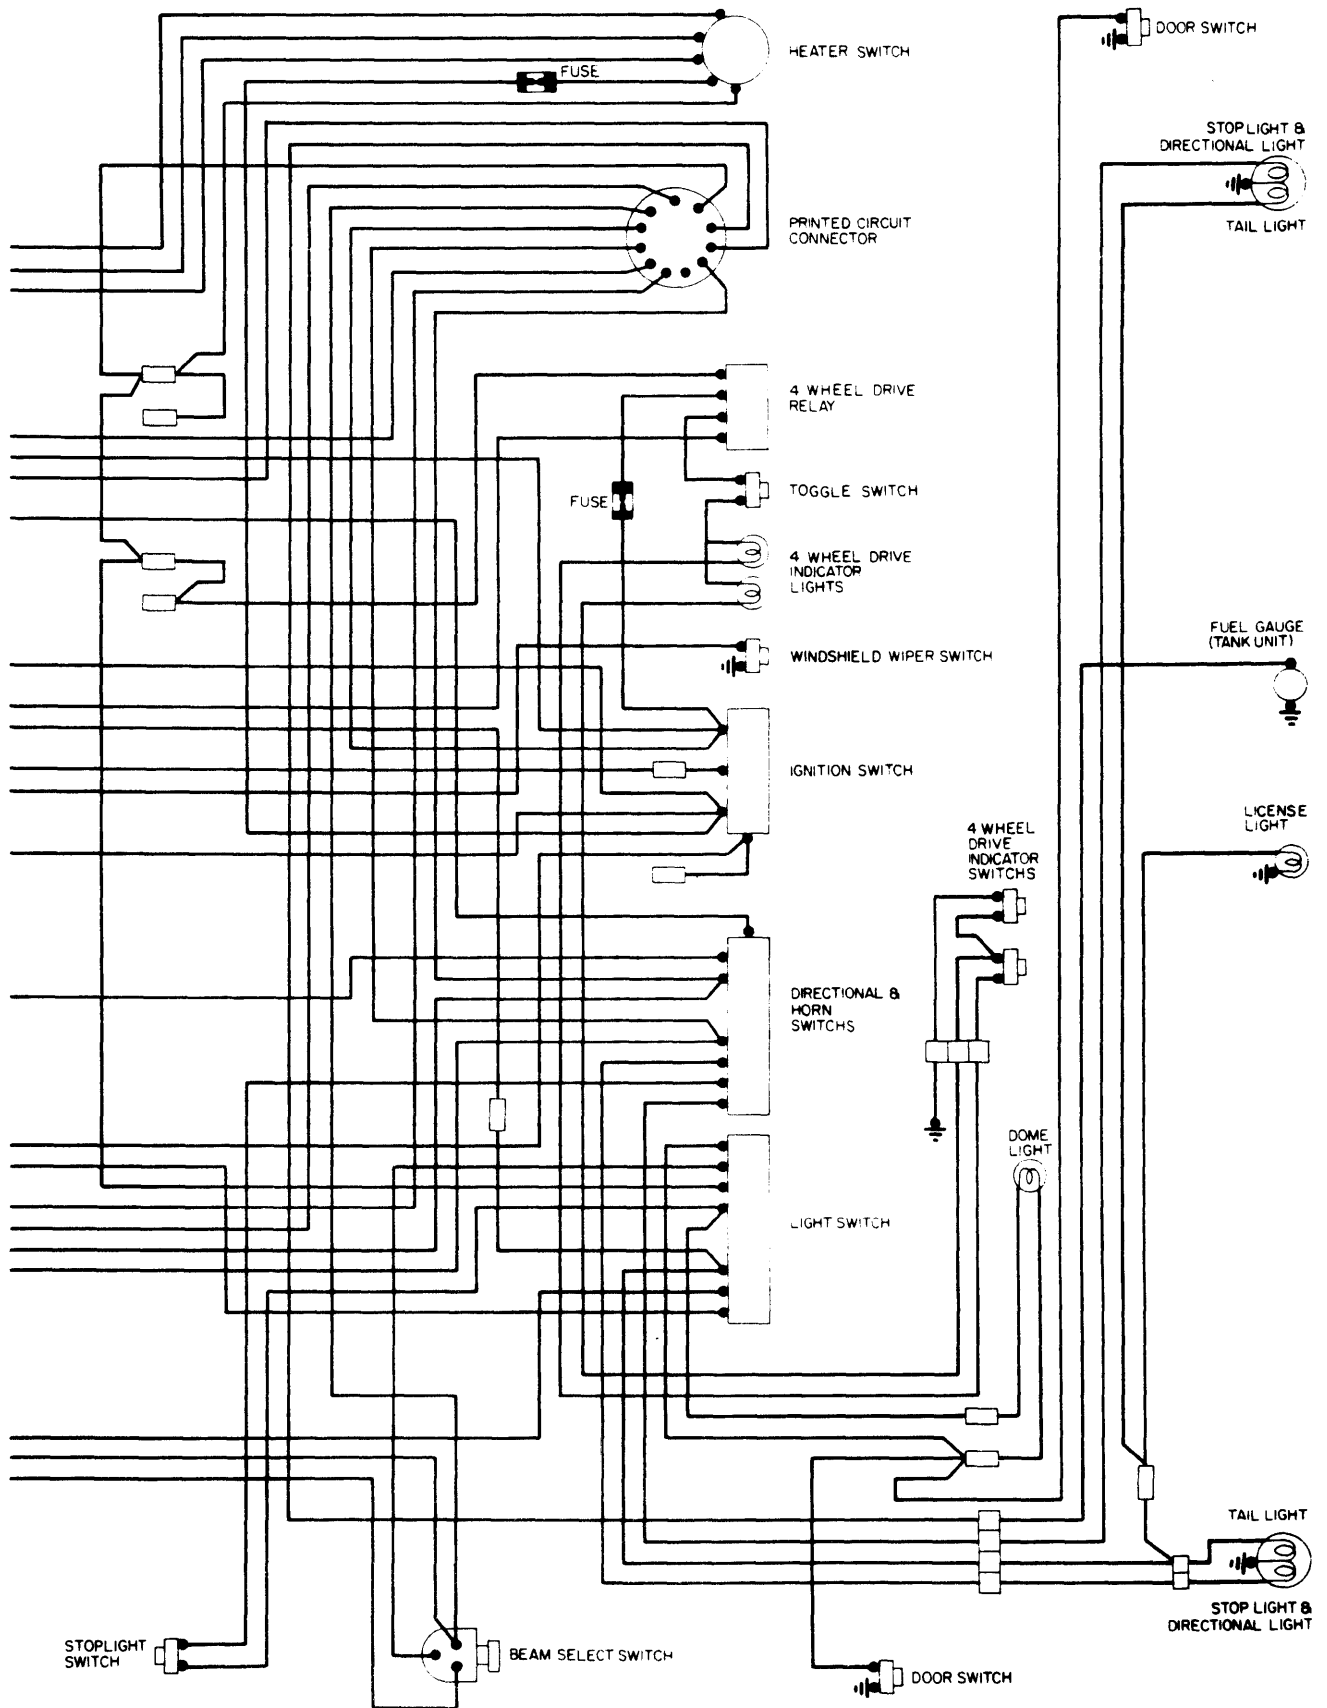 DOOR SWITCH
HEATER SWITCH
FUSE
STOPLIGHT &
DIRECTIONAL LIGHT
TAIL LIGHT
PRINTED CIRCUIT
CONNECTOR
4 WHEEL DRIVE
RELAY
TOGGLE SWITCH
FUSE
4 WHEEL DRIVE
INDICATOR
LIGHTS
FUEL GAUGE
(TANK UNIT)
WINDSHIELD WIPER SWITCH
IGNITION SWITCH
LICENSE
LIGHT
4 WHEEL
DRIVE
INDICATOR
SWITCHS
DIRECTIONAL &
HORN
SWITCHS
DOME
LIGHT
LIGHT SWITCH
TAIL LIGHT
STOP LIGHT &
DIRECTIONAL LIGHT
STOPLIGHT
SWITCH
BEAM SELECT SWITCH
DOOR SWITCH